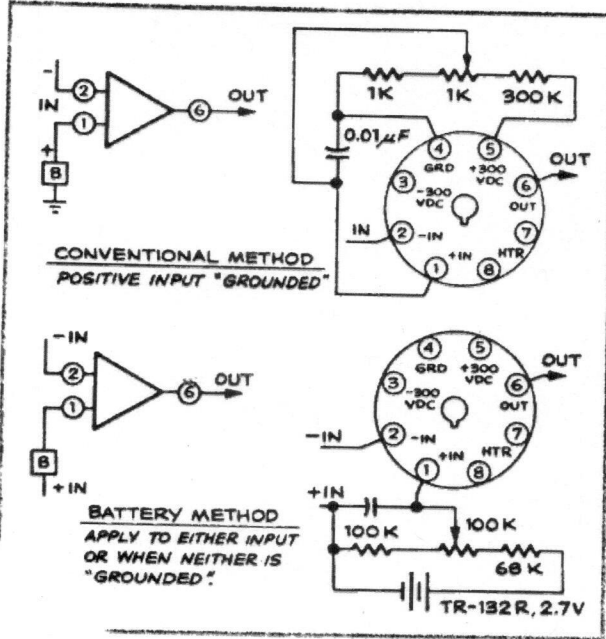 -
2
IN
1
+
B
6
OUT
1K
1K
300K
0.01µF
4
GRD
5
+300
VDC
3
-300
VDC
6
OUT
OUT
IN
2
-IN
7
HTR
1
+IN
8
CONVENTIONAL METHOD
POSITIVE INPUT "GROUNDED"
-IN
2
1
6
OUT
B
+IN
4
GRD
5
+300
VDC
3
-300
VDC
6
OUT
OUT
-IN
2
-IN
7
HTR
1
+IN
8
+IN
100K
100K
68K
TR-132R, 2.7V
BATTERY METHOD
APPLY TO EITHER INPUT
OR WHEN NEITHER IS
"GROUNDED".